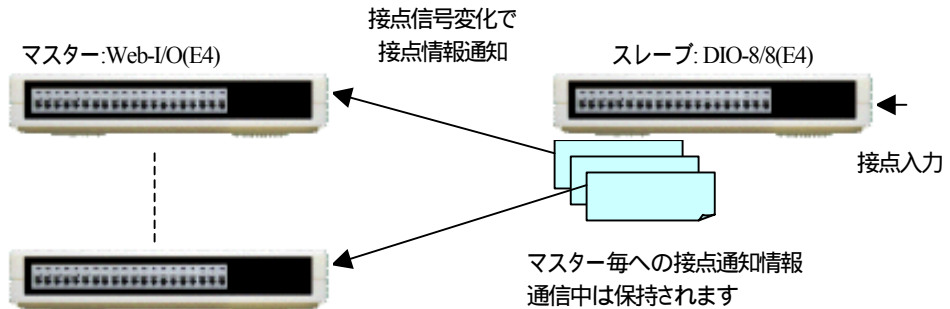 接点信号変化で
接点情報通知
マスター:Web-I/O(E4)
スレーブ: DIO-8/8(E4)
接点入力
マスター毎への接点通知情報
通信中は保持されます